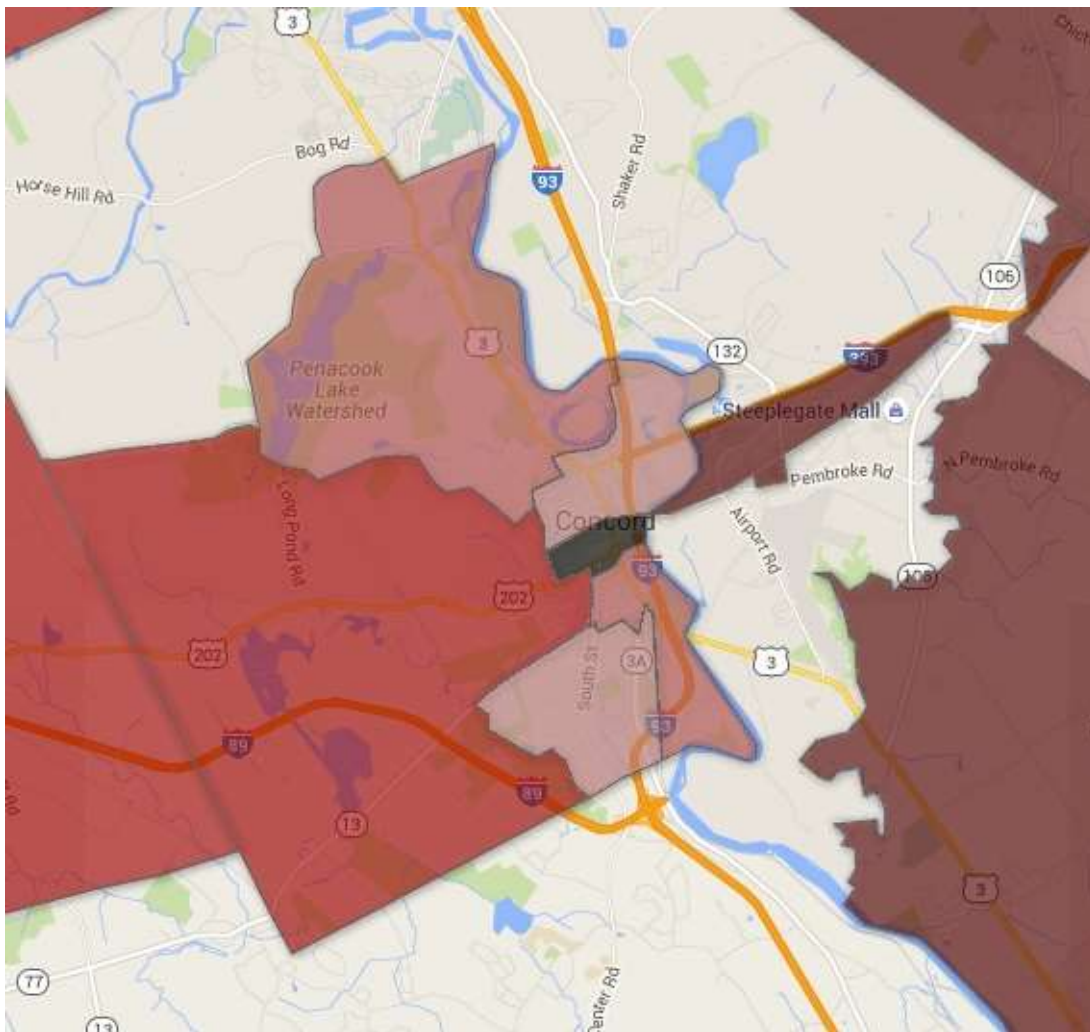 3
Chich
Bog Rd
Horse Hill Rd
93
Shaker Rd
106
3
132
393
Penacook
Lake
Watershed
Steeplegate Mall
N Pembroke Rd
Pembroke Rd
Long Pond Rd
Concord
Airport Rd
93
106
202
202
South St
3A
3
93
89
89
13
3
77
13
Center Rd